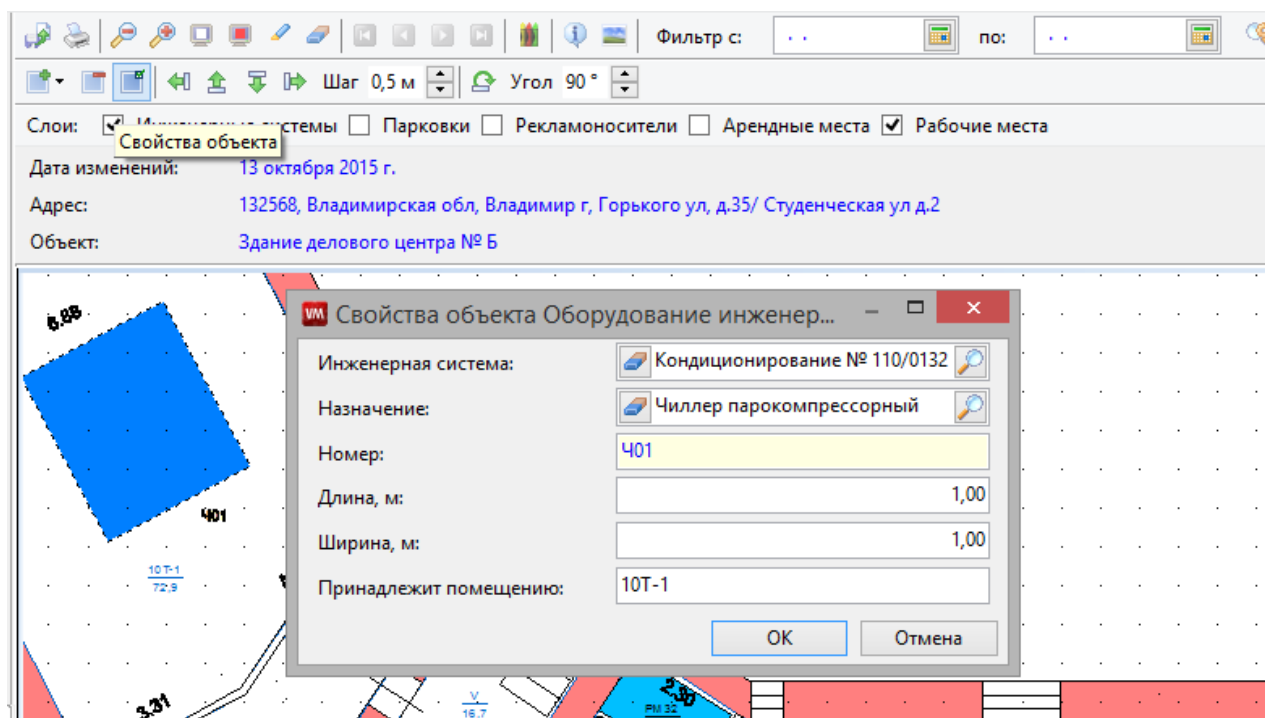 Фильтр с: . . по: . .
Шаг 0,5 м Угол 90 °
Слои: Парковки Рекламоносители Арендные места Рабочие места
Свойства объекта
Дата изменений: 13 октября 2015 г.
Адрес: 132568, Владимирская обл, Владимир г, Горького ул, д.35/ Студенческая ул д.2
Объект: Здание делового центра № Б
6.88
VM Свойства объекта Оборудование инженер...
Инженерная система: Кондиционирование № 110/0132
Назначение: Чиллер парокомпрессорный
Номер: Ч01
Длина, м: 1,00
Ширина, м: 1,00
Принадлежит помещению: 10Т-1
ОК Отмена
Ч01
10Т-1
72,9
3.31
V
16,7
2.30
РМ 32